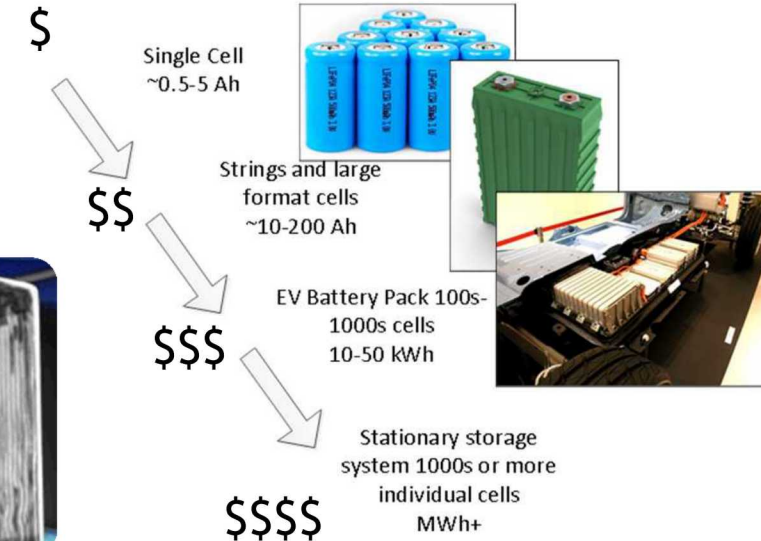 $
Single Cell
~0.5-5 Ah
Strings and large
format cells
~10-200 Ah
$$
EV Battery Pack 100s-
1000s cells
10-50 kWh
$$$
Stationary storage
system 1000s or more
individual cells
MWh+
$$$$